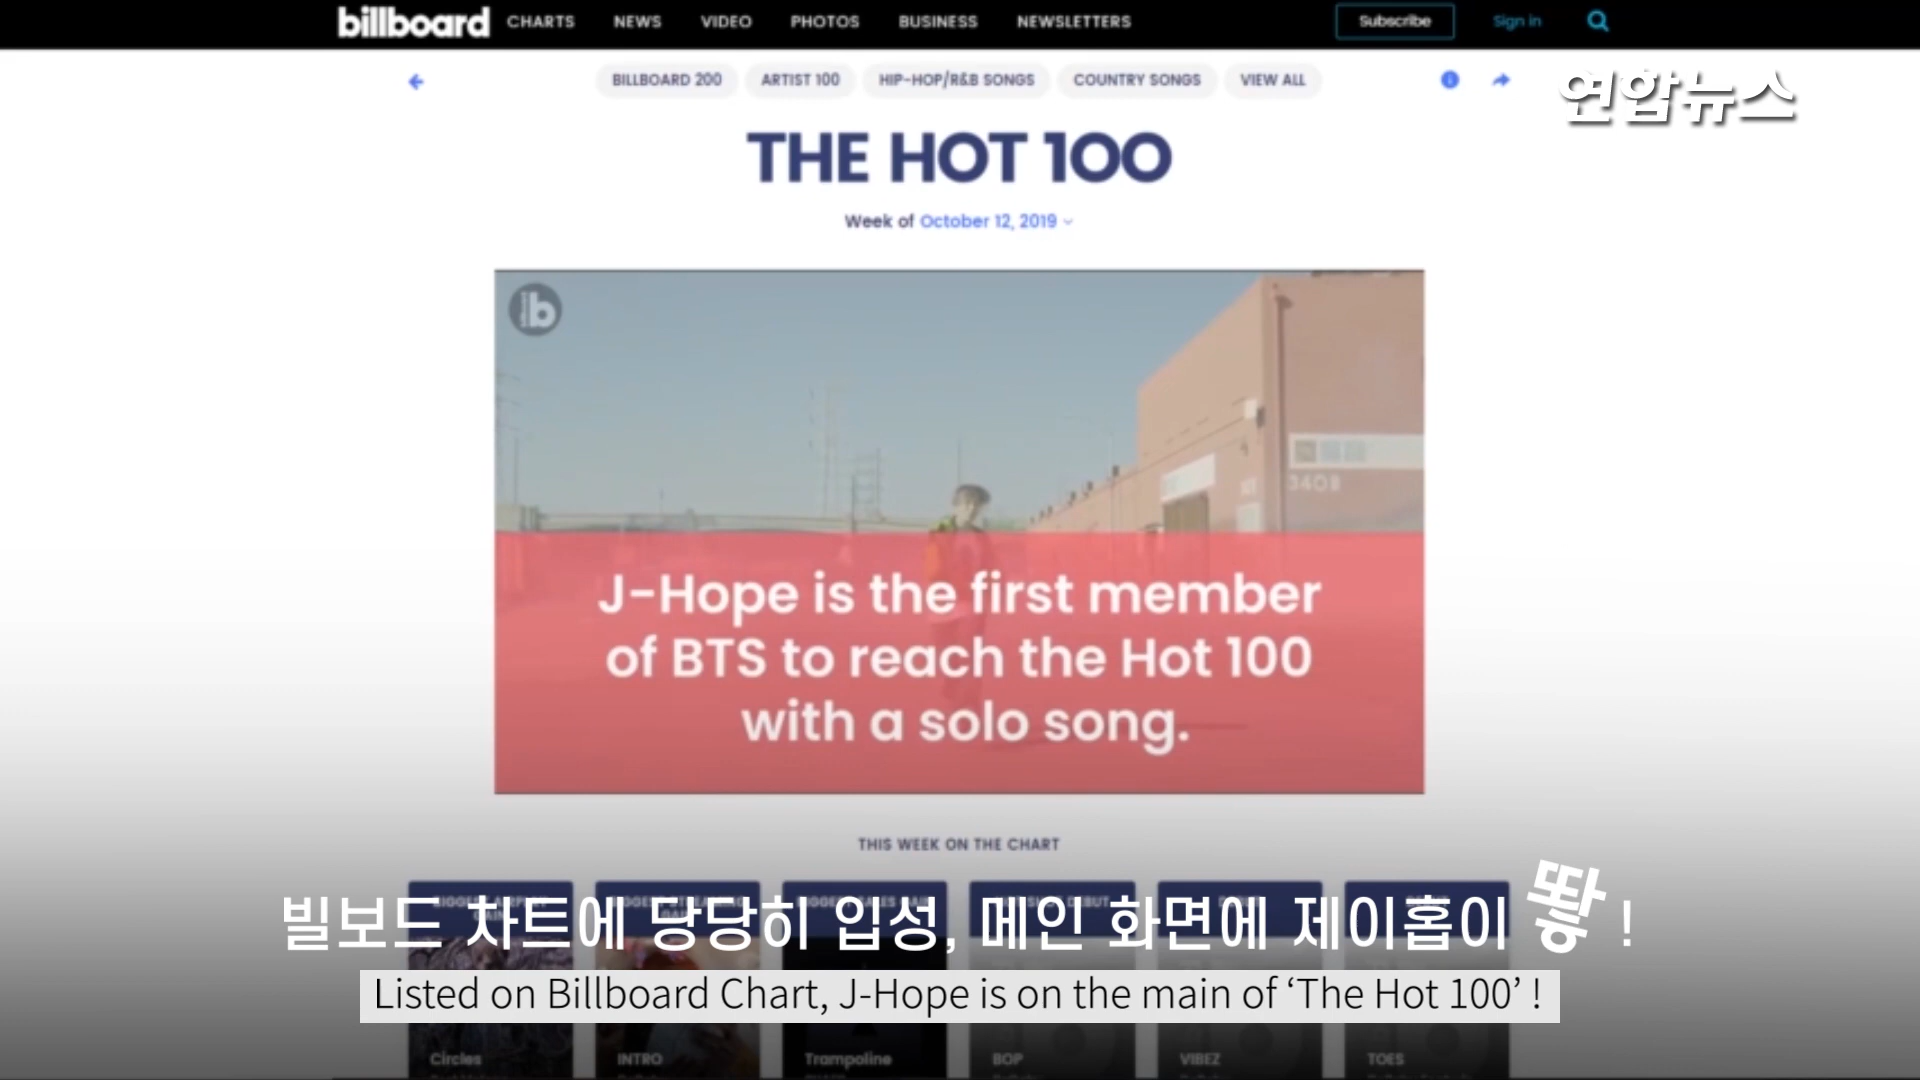 billboard CHARTS NEWS VIDEO PHOTOS BUSINESS NEWSLETTERS Subscribe Sign in
BILLBOARD 200 ARTIST 100 HIP-HOP/R&B SONGS COUNTRY SONGS VIEW ALL
연합뉴스
THE HOT 100
Week of October 12, 2019
b
3408
J-Hope is the first member
of BTS to reach the Hot 100
with a solo song.
THIS WEEK ON THE CHART
빌보드 차트에 당당히 입성, 메인 화면에 제이홉이 뙇 !
Listed on Billboard Chart, J-Hope is on the main of ‘The Hot 100’ !
Circles INTRO Trampoline BOP VIBEZ TOES